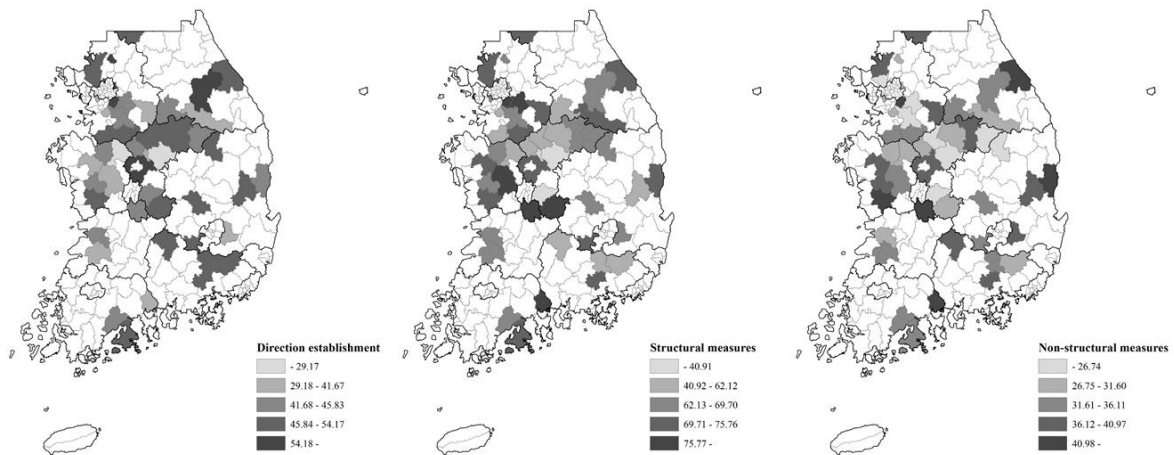 Direction establishment
- 29.17
29.18 - 41.67
41.68 - 45.83
45.84 - 54.17
54.18 -
Structural measures
- 40.91
40.92 - 62.12
62.13 - 69.70
69.71 - 75.76
75.77 -
Non-structural measures
- 26.74
26.75 - 31.60
31.61 - 36.11
36.12 - 40.97
40.98 -